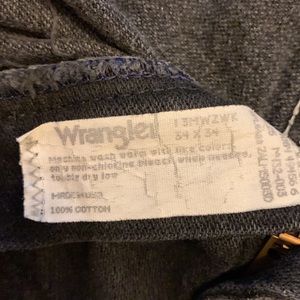 Wrangler
13MWZWK
34 X 34
Machine wash warm with like colors
only non-chlorine bleach when needed,
tumble dry low
MADE IN USA
100% COTTON